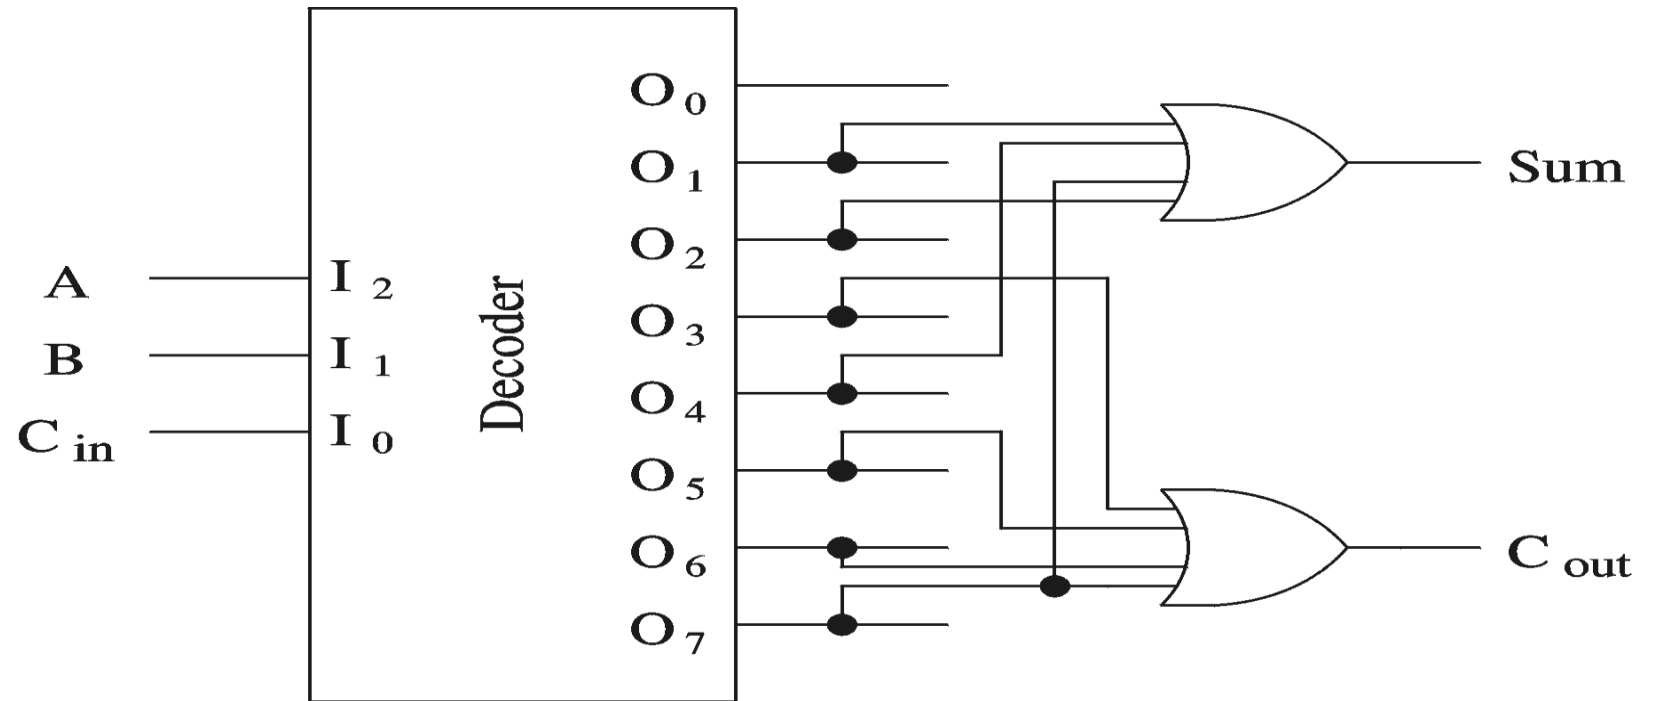 O 0
O 1
Sum
O 2
A I 2
O 3
B I 1
Decoder
O 4
C in I 0
O 5
O 6
C out
O 7